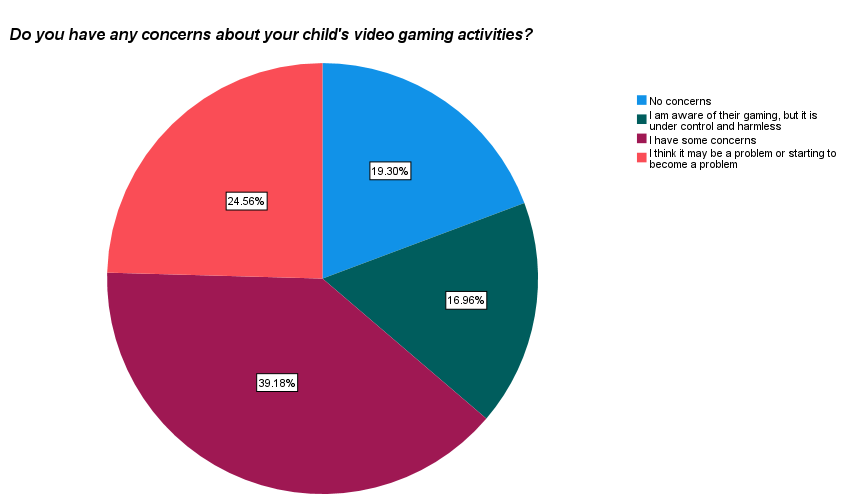 Do you have any concerns about your child's video gaming activities?
No concerns
I am aware of their gaming, but it is
under control and harmless
I have some concerns
I think it may be a problem or starting to
become a problem
19.30%
24.56%
16.96%
39.18%